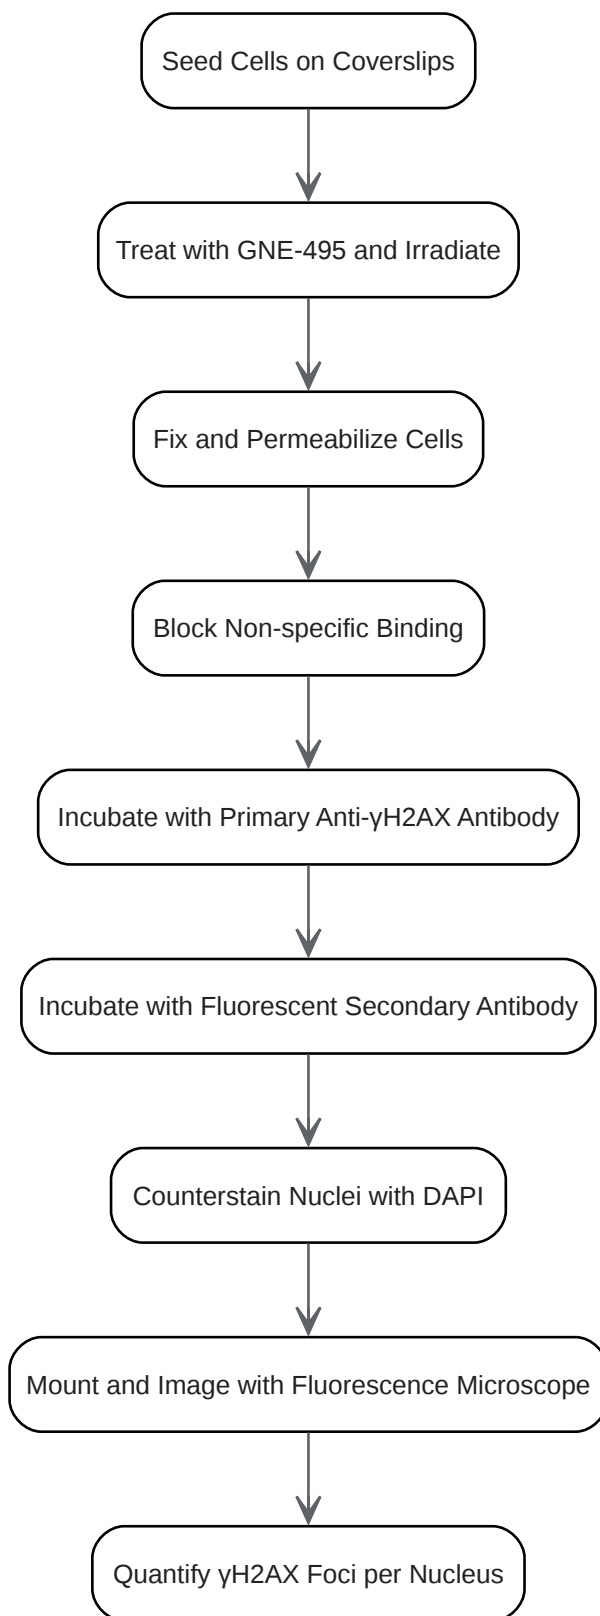 Seed Cells on Coverslips
Treat with GNE-495 and Irradiate
Fix and Permeabilize Cells
Block Non-specific Binding
Incubate with Primary Anti-γH2AX Antibody
Incubate with Fluorescent Secondary Antibody
Counterstain Nuclei with DAPI
Mount and Image with Fluorescence Microscope
Quantify γH2AX Foci per Nucleus